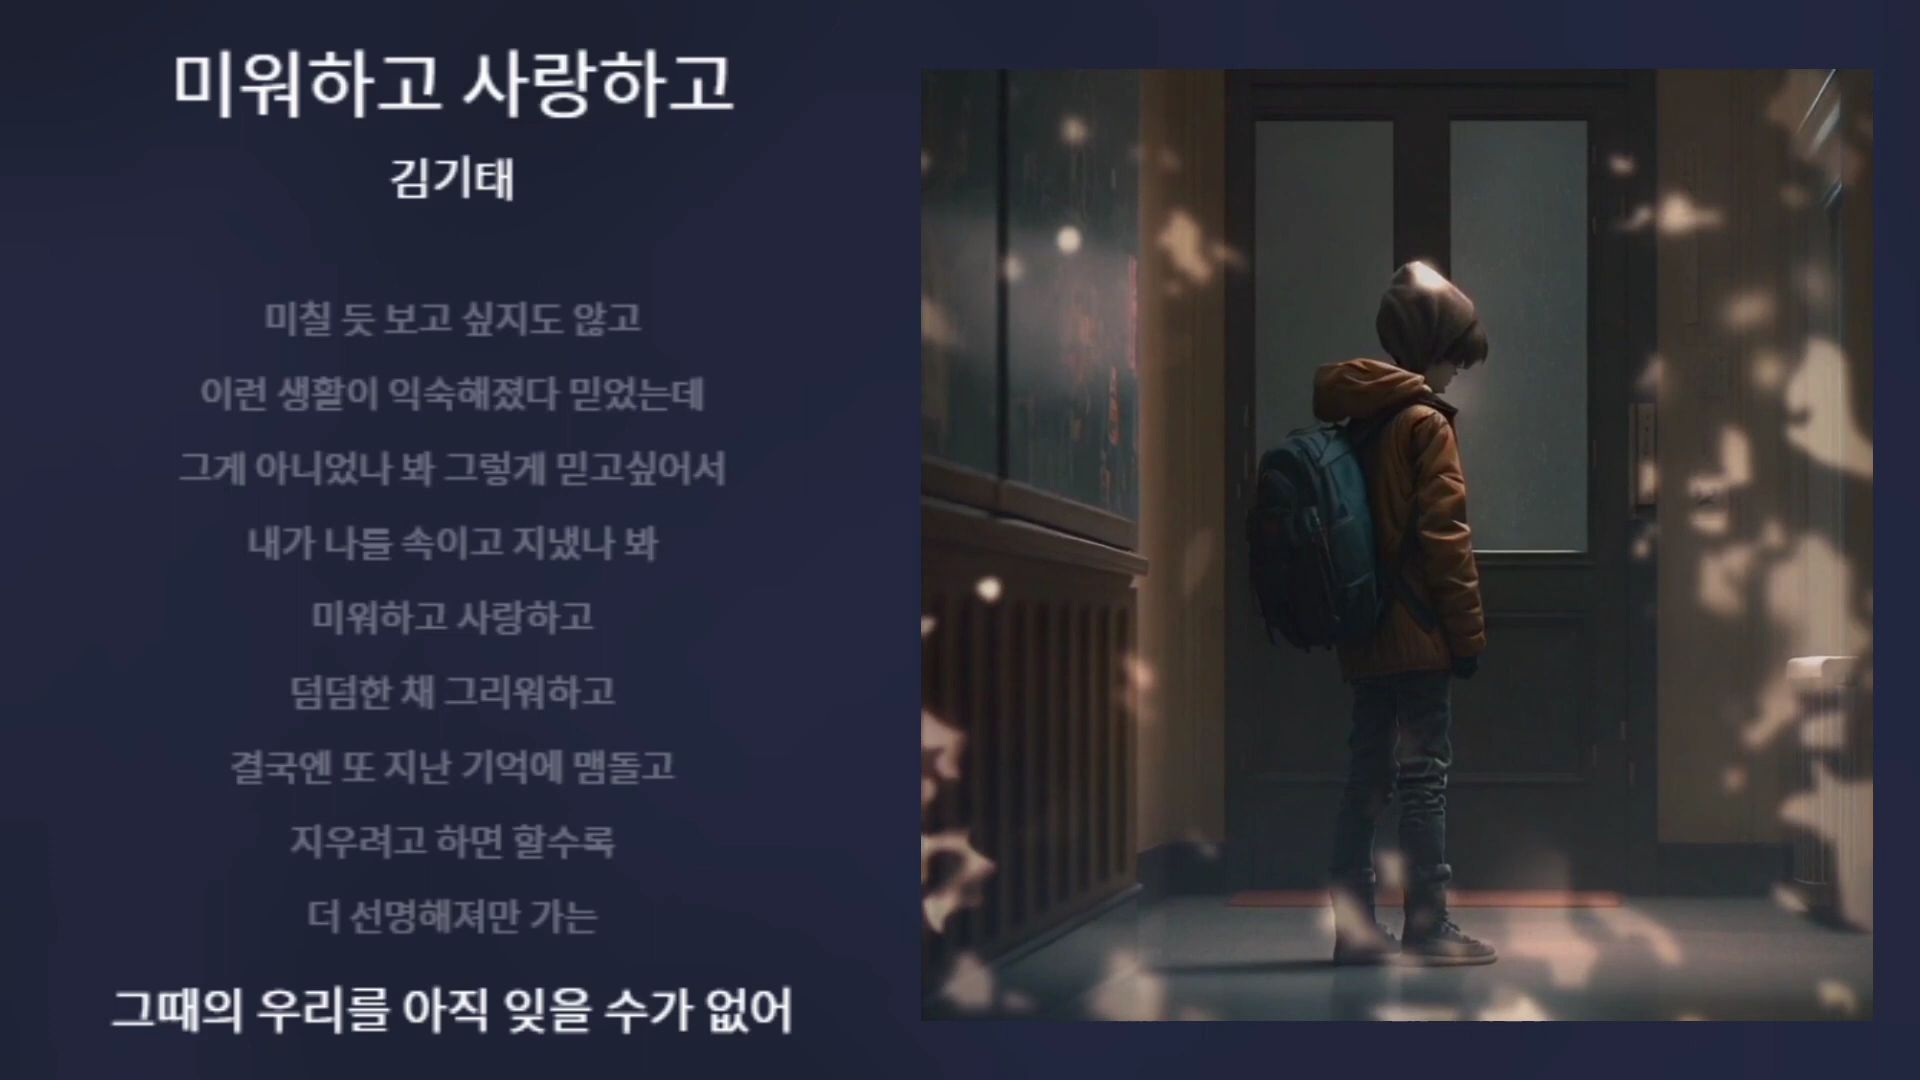 미워하고 사랑하고
김기태
미칠 듯 보고 싶지도 않고
이런 생활이 익숙해졌다 믿었는데
그게 아니었나 봐 그렇게 믿고싶어서
내가 나를 속이고 지냈나 봐
미워하고 사랑하고
덤덤한 채 그리워하고
결국엔 또 지난 기억에 맴돌고
지우려고 하면 할수록
더 선명해져만 가는
그때의 우리를 아직 잊을 수가 없어